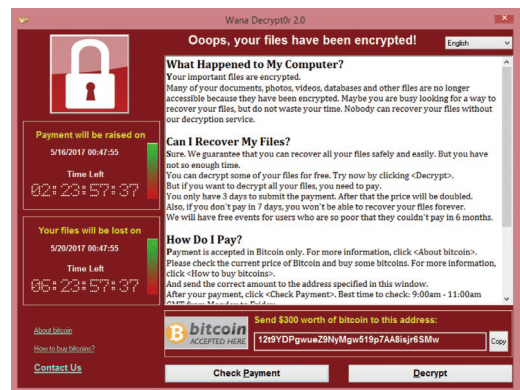 Wana Decrypt0r 2.0
Ooops, your files have been encrypted!
English
What Happened to My Computer?
Your important files are encrypted.
Many of your documents, photos, videos, databases and other files are no longer
accessible because they have been encrypted. Maybe you are busy looking for a way to
recover your files, but do not waste your time. Nobody can recover your files without
our decryption service.
Can I Recover My Files?
Sure. We guarantee that you can recover all your files safely and easily. But you have
not so enough time.
You can decrypt some of your files for free. Try now by clicking <Decrypt>.
But if you want to decrypt all your files, you need to pay.
You only have 3 days to submit the payment. After that the price will be doubled.
Also, if you don't pay in 7 days, you won't be able to recover your files forever.
We will have free events for users who are so poor that they couldn't pay in 6 months.
How Do I Pay?
Payment is accepted in Bitcoin only. For more information, click <About bitcoin>.
Please check the current price of Bitcoin and buy some bitcoins. For more information,
click <How to buy bitcoins>.
And send the correct amount to the address specified in this window.
After your payment, click <Check Payment>. Best time to check: 9:00am - 11:00am
GMT from Monday to Friday.
Payment will be raised on
5/16/2017 00:47:55
Time Left
02:23:57:37
Your files will be lost on
5/20/2017 00:47:55
Time Left
06:23:57:37
About bitcoin
How to buy bitcoins?
Contact Us
bitcoin
ACCEPTED HERE
Send $300 worth of bitcoin to this address:
12t9YDPgwueZ9NyMgw519p7AA8isjr6SMw
Copy
Check Payment
Decrypt